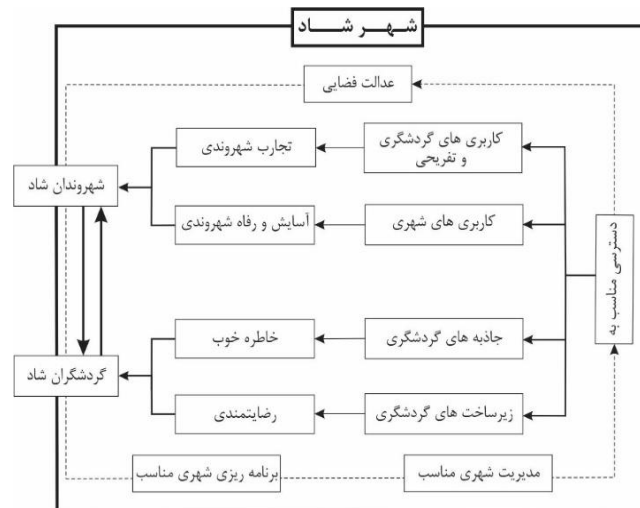 شهر شاد
عدالت فضایی
کاربری های گردشگری
و تفریحی
تجارب شهروندی
شهروندان شاد
کاربری های شهری
آسایش و رفاه شهروندی
دسترسی مناسب به
جاذبه های گردشگری
خاطره خوب
گردشگران شاد
زیرساخت های گردشگری
رضایتمندی
مدیریت شهری مناسب
برنامه ریزی شهری مناسب